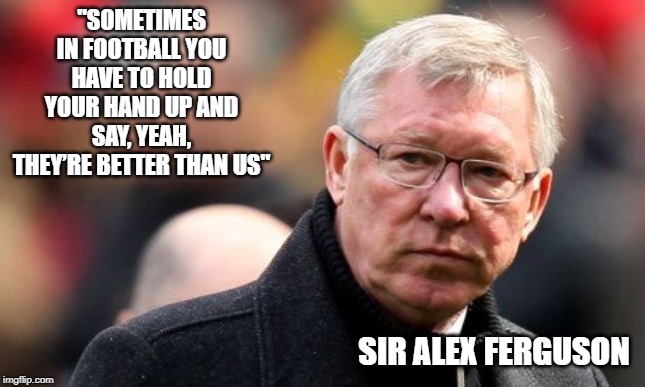 "SOMETIMES
IN FOOTBALL YOU
HAVE TO HOLD
YOUR HAND UP AND
SAY, YEAH,
THEY'RE BETTER THAN US"
SIR ALEX FERGUSON
imgflip.com